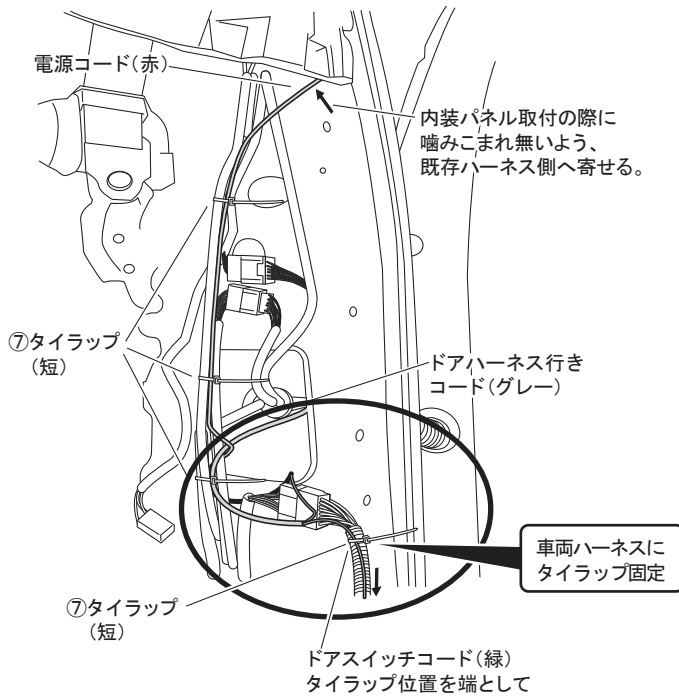 電源コード(赤)
内装パネル取付の際に
噛みこまれ無いよう、
既存ハーネス側へ寄せる。
⑦タイラップ
(短)
ドアハーネス行き
コード(グレー)
車両ハーネスに
タイラップ固定
⑦タイラップ
(短)
ドアスイッチコード(緑)
タイラップ位置を端として